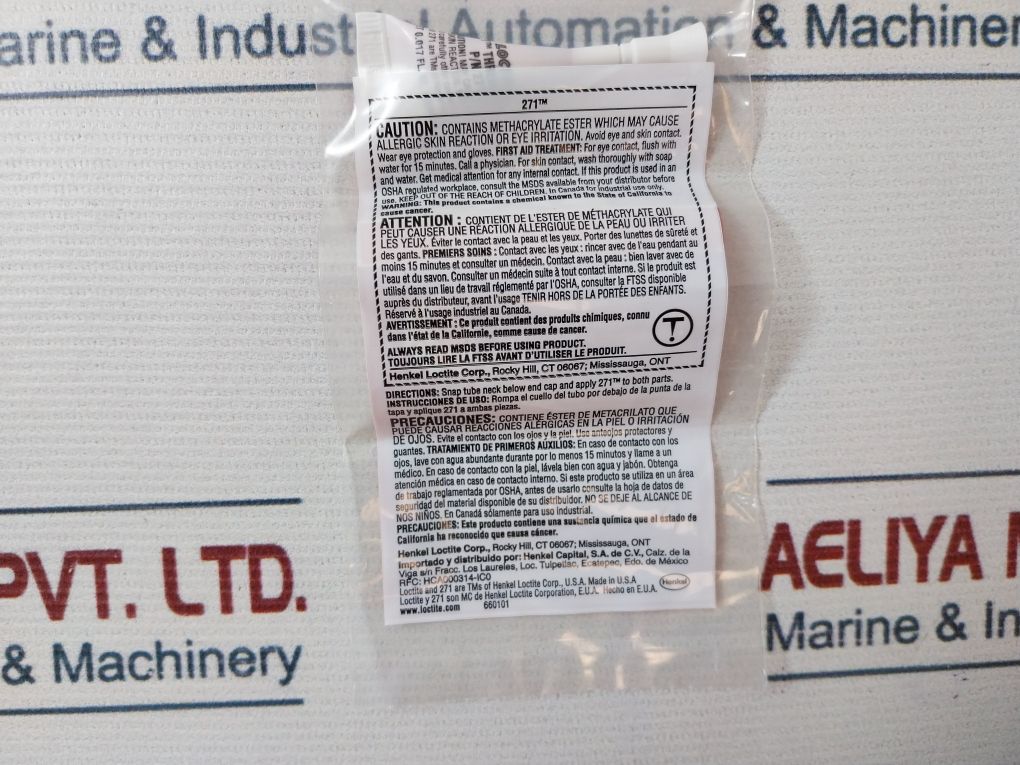 arine & Industrial Automation & Machiner
271™
CAUTION: CONTAINS METHACRYLATE ESTER WHICH MAY CAUSE
ALLERGIC SKIN REACTION OR EYE IRRITATION. Avoid eye and skin contact.
Wear eye protection and gloves. FIRST AID TREATMENT: For eye contact, flush with
water for 15 minutes. Call a physician. For skin contact, wash thoroughly with soap
and water. Get medical attention for any internal contact. If this product is used in an
OSHA regulated workplace, consult the MSDS available from your distributor before
use. KEEP OUT OF THE REACH OF CHILDREN. In Canada for industrial use only.
WARNING: This product contains a chemical known to the State of California to
cause cancer.
ATTENTION : CONTIENT DE L'ESTER DE MÉTHACRYLATE QUI
PEUT CAUSER UNE RÉACTION ALLERGIQUE DE LA PEAU OU IRRITER
LES YEUX. Éviter le contact avec la peau et les yeux. Porter des lunettes de sûreté et
des gants. PREMIERS SOINS : Contact avec les yeux : rincer avec de l'eau pendant au
moins 15 minutes et consulter un médecin. Contact avec la peau : bien laver avec de
l'eau et du savon. Consulter un médecin suite à tout contact interne. Si le produit est
utilisé dans un lieu de travail réglementé par l'OSHA, consulter la FTSS disponible
auprès du distributeur, avant l'usage TENIR HORS DE LA PORTÉE DES ENFANTS.
Réservé à l'usage industriel au Canada.
AVERTISSEMENT : Ce produit contient des produits chimiques, connu
dans l'état de la Californie, comme cause de cancer.
ALWAYS READ MSDS BEFORE USING PRODUCT.
TOUJOURS LIRE LA FTSS AVANT D'UTILISER LE PRODUIT.
T
Henkel Loctite Corp., Rocky Hill, CT 06067; Mississauga, ONT
DIRECTIONS: Snap tube neck below end cap and apply 271™ to both parts.
INSTRUCCIONES DE USO: Rompa el cuello del tubo por debajo de la punta de la
tapa y aplique 271 a ambas piezas.
PRECAUCIONES: CONTIENE ÉSTER DE METACRILATO QUE
PUEDE CAUSAR REACCIONES ALÉRGICAS EN LA PIEL O IRRITACIÓN
DE OJOS. Evite el contacto con los ojos y la piel. Use anteojos protectores y
guantes. TRATAMIENTO DE PRIMEROS AUXILIOS: En caso de contacto con los
ojos, lave con agua abundante durante por lo menos 15 minutos y llame a un
médico. En caso de contacto con la piel, lávela bien con agua y jabón. Obtenga
atención médica en caso de contacto interno. Si este producto se utiliza en un área
de trabajo reglamentada por OSHA, antes de usarlo consulte la hoja de datos de
seguridad del material disponible de su distribuidor. NO SE DEJE AL ALCANCE DE
NOS NIÑOS. En Canadá sólamente para uso industrial.
PRECAUCIONES: Este producto contiene una sustancia química que el estado de
California ha reconocido que causa cáncer.
Henkel Loctite Corp., Rocky Hill, CT 06067; Mississauga, ONT
Importado y distribuido por: Henkel Capital, S.A. de C.V., Calz. de la
Viga s/n Fracc. Los Laureles, Loc. Tulpetlac, Ecatepec, Edo. de México
RFC: HCA000314-IC0
Loctite and 271 are TMs of Henkel Loctite Corp., U.S.A. Made in U.S.A
Loctite y 271 son MC de Henkel Loctite Corporation, E.U.A. Hecho en E.U.A.
www.loctite.com 660101
Henkel
PVT. LTD.
& Machinery
AELIYA M
Marine & In